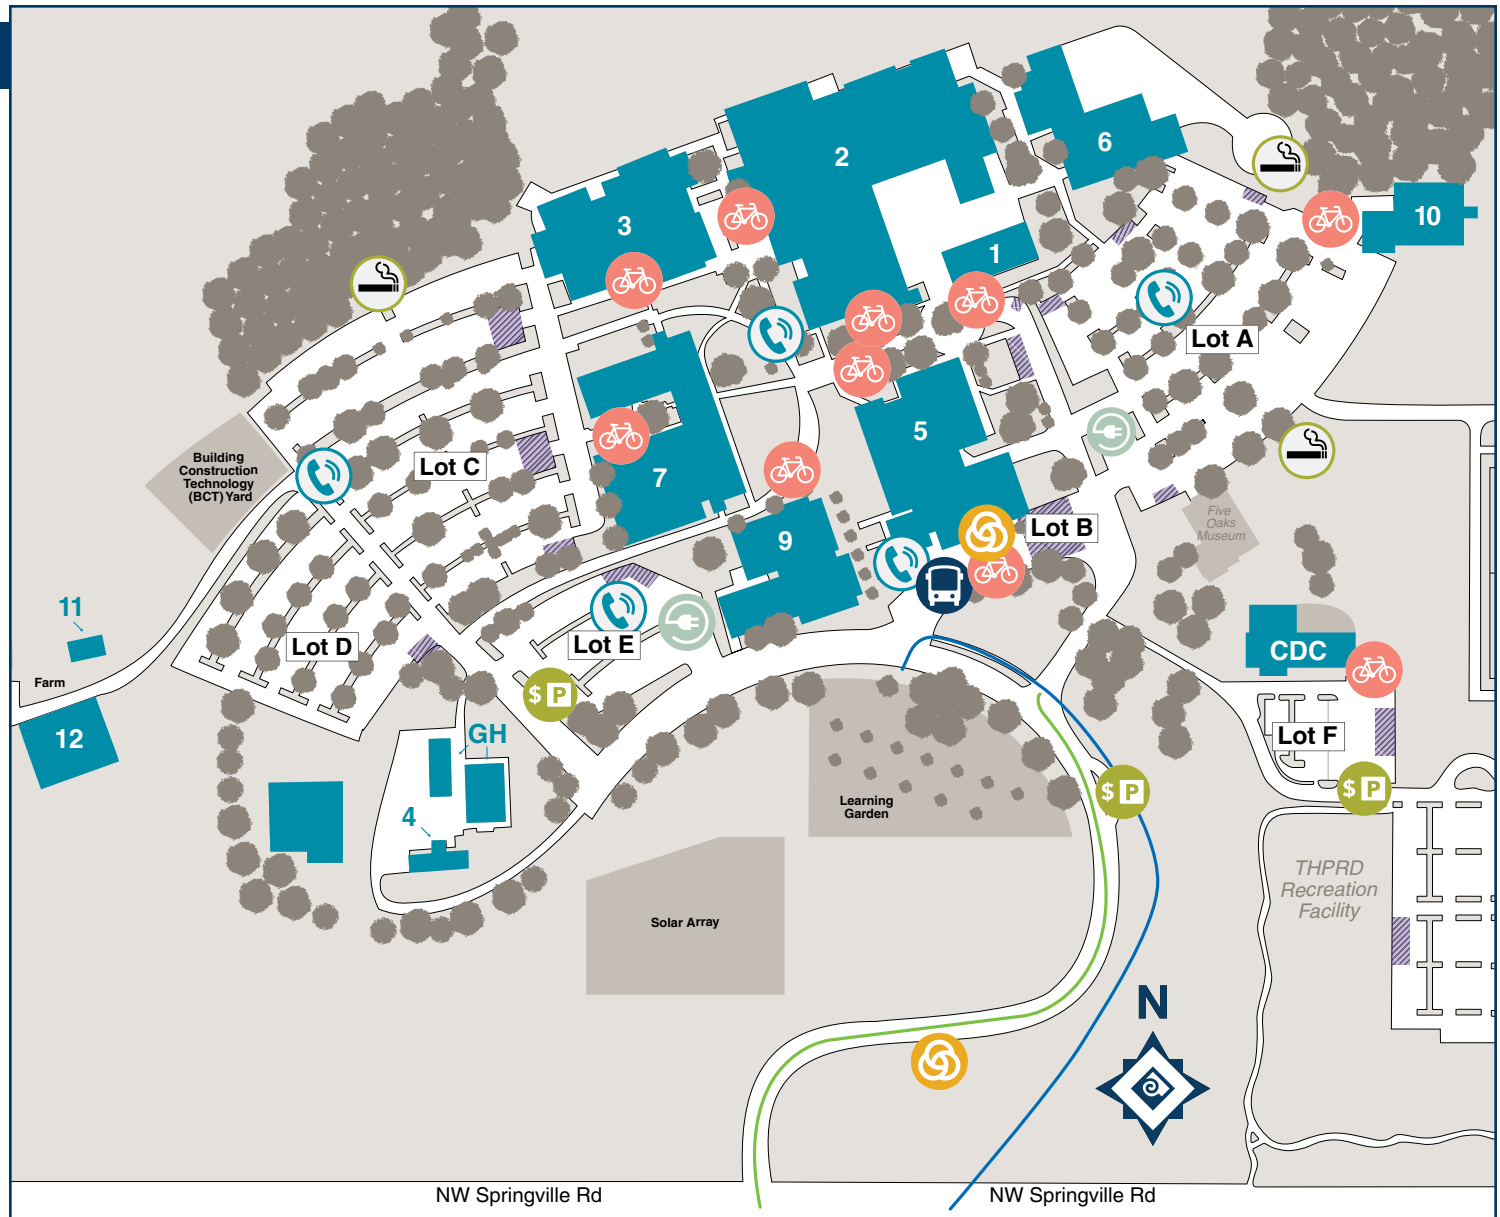 2
6
3
10
1
Lot A
5
Building
Construction
Technology
(BCT) Yard
Lot C
7
Five
Oaks
Museum
Lot B
9
11
Lot D
Lot E
CDC
Farm
$ P
12
GH
Lot F
$ P
$ P
4
Learning
Garden
THPRD
Recreation
Facility
Solar Array
N
NW Springville Rd
NW Springville Rd